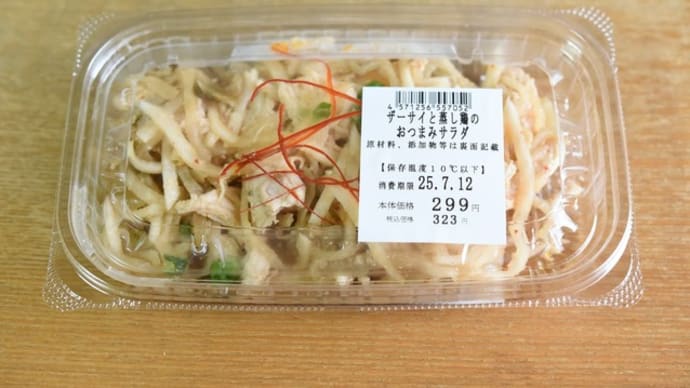 4571256557052
ザーサイと蒸し鶏の
おつまみサラダ
原材料、添加物等は裏面記載
【保存温度10℃以下】
消費期限 25.7.12
本体価格 299円
税込価格 323円